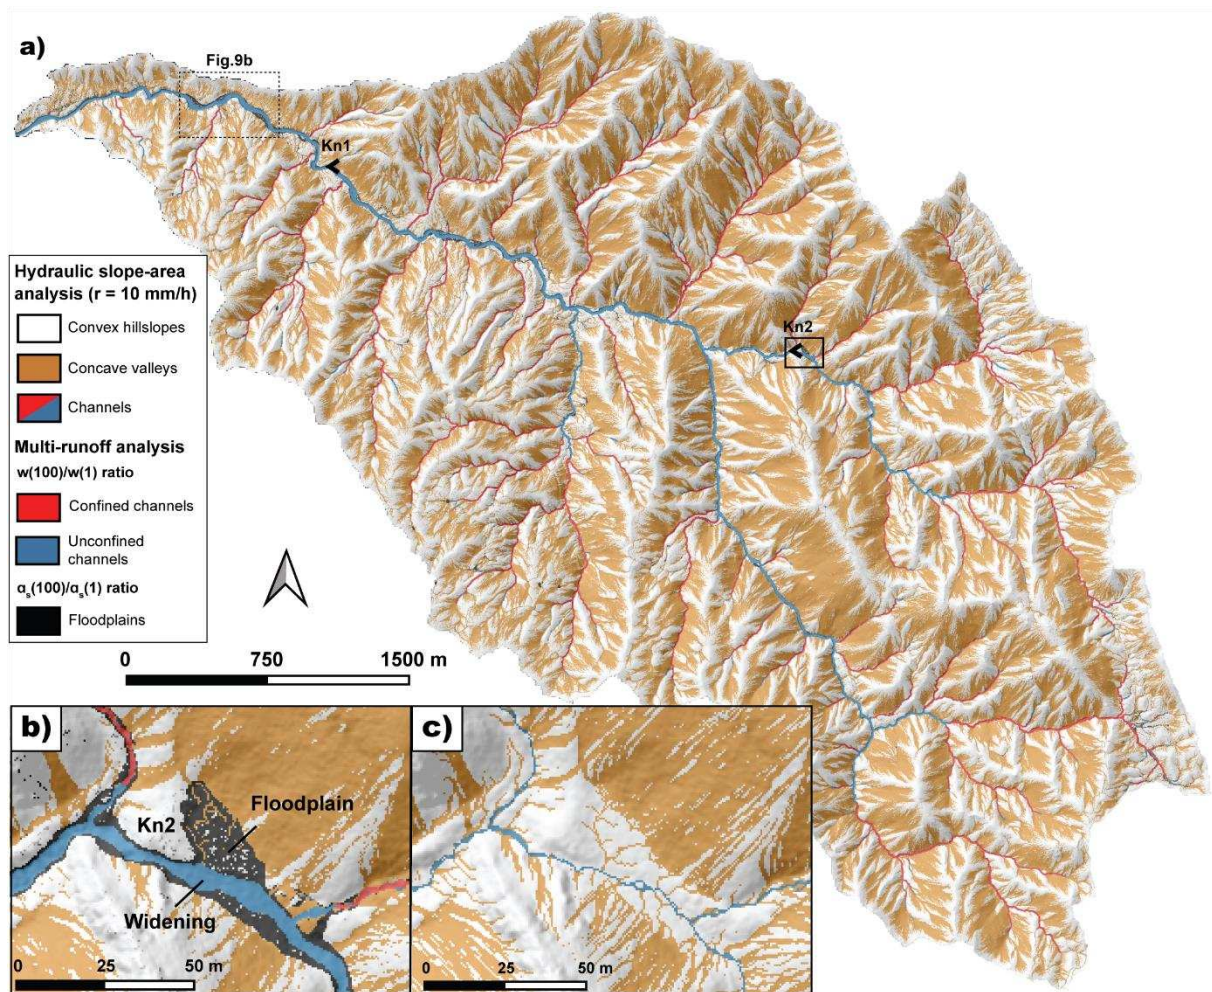 a)
Fig.9b
Kn1
Kn2
Hydraulic slope-area
analysis (r = 10 mm/h)
Convex hillslopes
Concave valleys
Channels
Multi-runoff analysis
w(100)/w(1) ratio
Confined channels
Unconfined
channels
αs(100)/αs(1) ratio
Floodplains
0 750 1500 m
b)
Floodplain
Kn2
Widening
0 25 50 m
c)
0 25 50 m